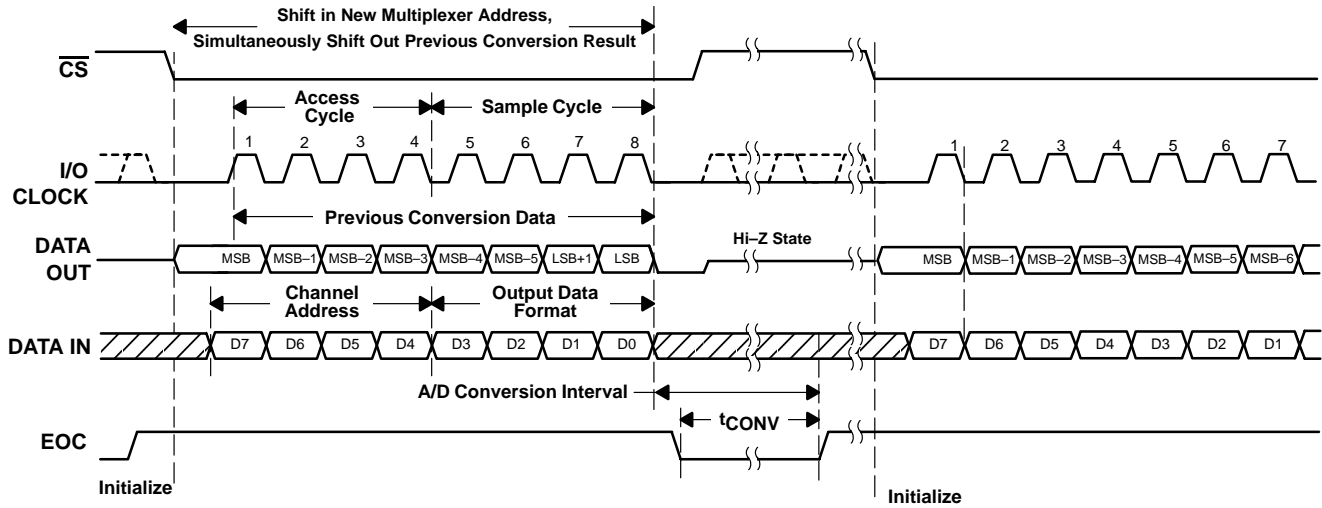 Shift in New Multiplexer Address,
Simultaneously Shift Out Previous Conversion Result
CS
Access
Cycle
Sample Cycle
1 2 3 4 5 6 7 8 1 2 3 4 5 6 7
I/O
CLOCK
Previous Conversion Data
DATA
OUT
Hi–Z State
MSB MSB–1 MSB–2 MSB–3 MSB–4 MSB–5 LSB+1 LSB MSB MSB–1 MSB–2 MSB–3 MSB–4 MSB–5 MSB–6
Channel
Address
Output Data
Format
DATA IN
D7 D6 D5 D4 D3 D2 D1 D0 D7 D6 D5 D4 D3 D2 D1
A/D Conversion Interval
tCONV
EOC
Initialize
Initialize